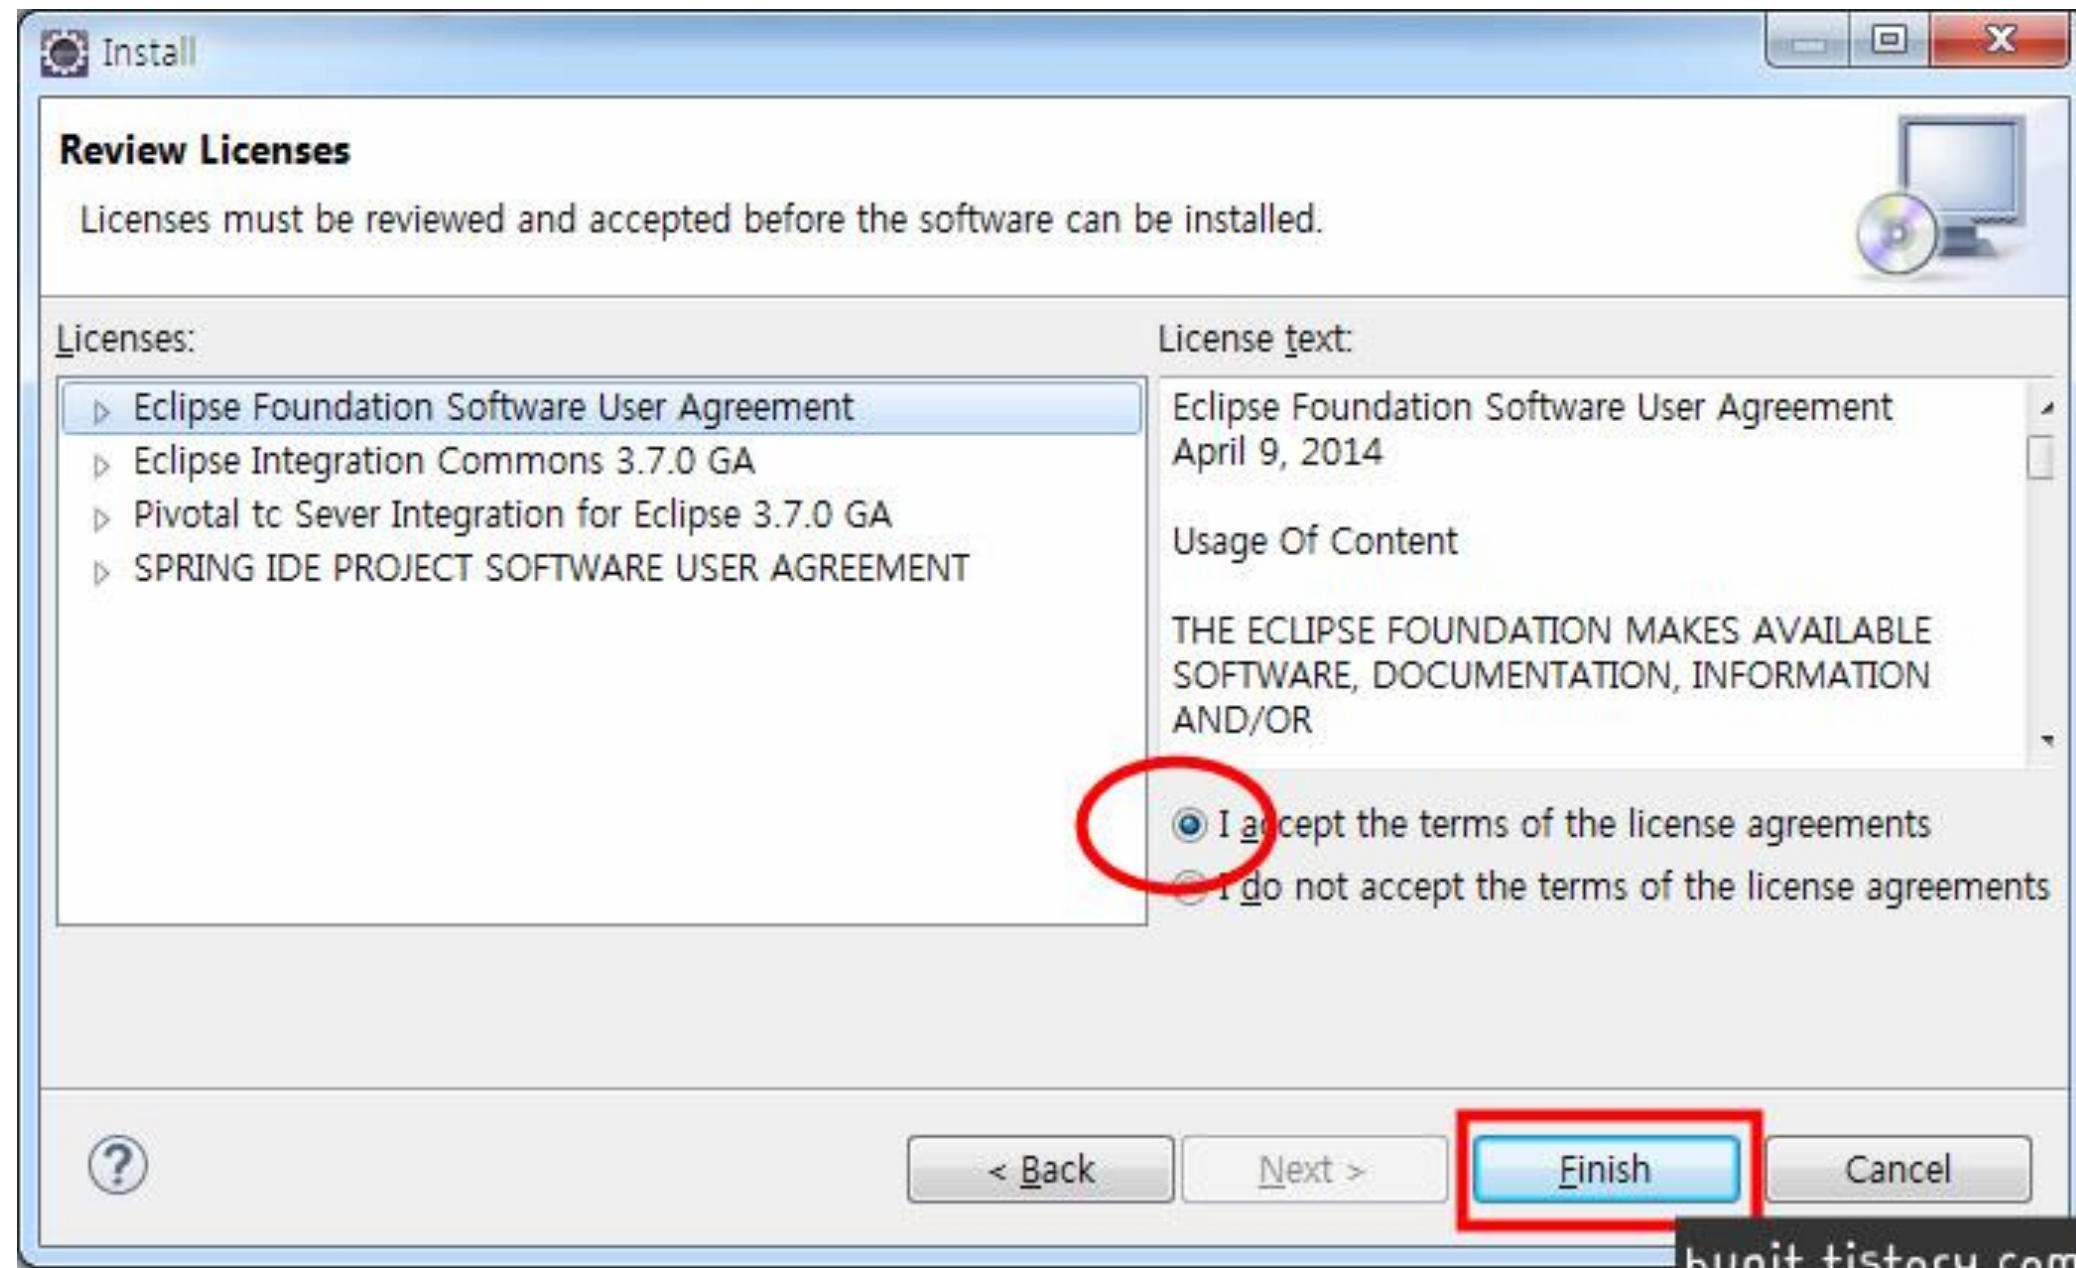 Install
Review Licenses
Licenses must be reviewed and accepted before the software can be installed.
Licenses:
Eclipse Foundation Software User Agreement
Eclipse Integration Commons 3.7.0 GA
Pivotal tc Sever Integration for Eclipse 3.7.0 GA
SPRING IDE PROJECT SOFTWARE USER AGREEMENT
License text:
Eclipse Foundation Software User Agreement
April 9, 2014
Usage Of Content
THE ECLIPSE FOUNDATION MAKES AVAILABLE
SOFTWARE, DOCUMENTATION, INFORMATION
AND/OR
I accept the terms of the license agreements
I do not accept the terms of the license agreements
< Back
Next >
Finish
Cancel